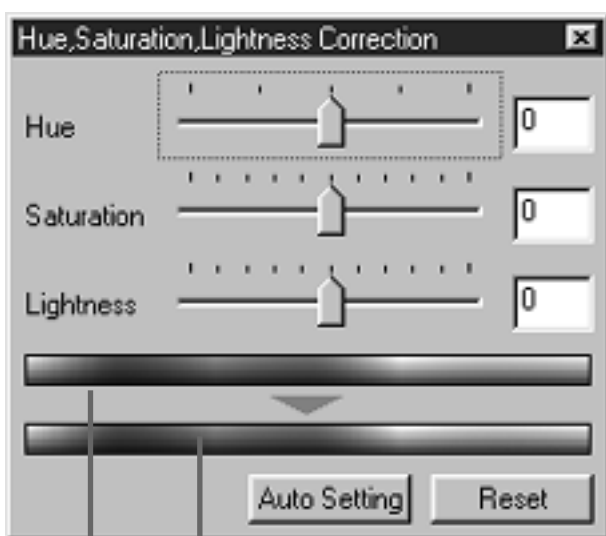 Hue,Saturation,Lightness Correction
Hue 0
Saturation 0
Lightness 0
Auto Setting Reset